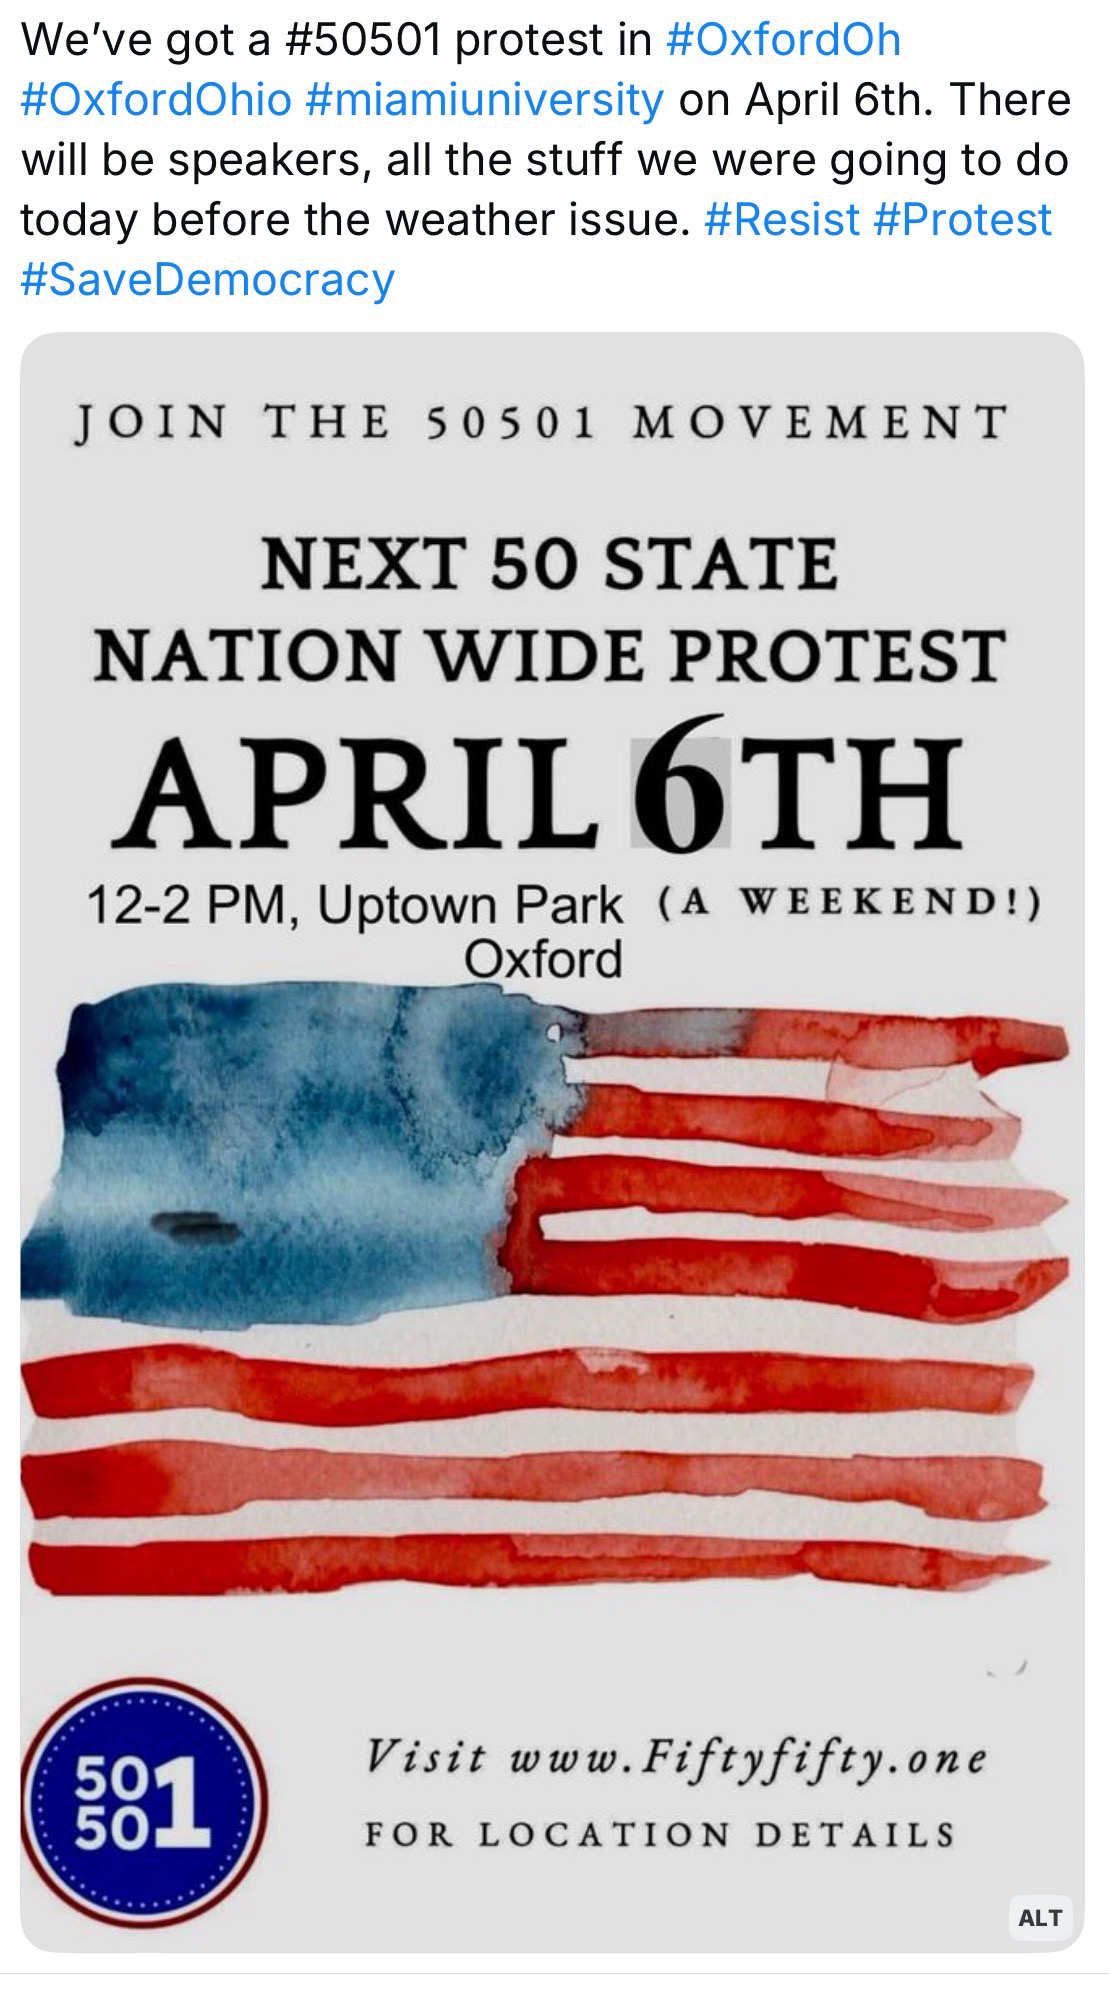 We've got a #50501 protest in #OxfordOh
#OxfordOhio #miamiuniversity on April 6th. There
will be speakers, all the stuff we were going to do
today before the weather issue. #Resist #Protest
#SaveDemocracy
JOIN THE 50501 MOVEMENT
NEXT 50 STATE
NATION WIDE PROTEST
APRIL 6TH
12-2 PM, Uptown Park (A WEEKEND!)
Oxford
50
50
1
Visit www.Fiftyfifty.one
FOR LOCATION DETAILS
ALT